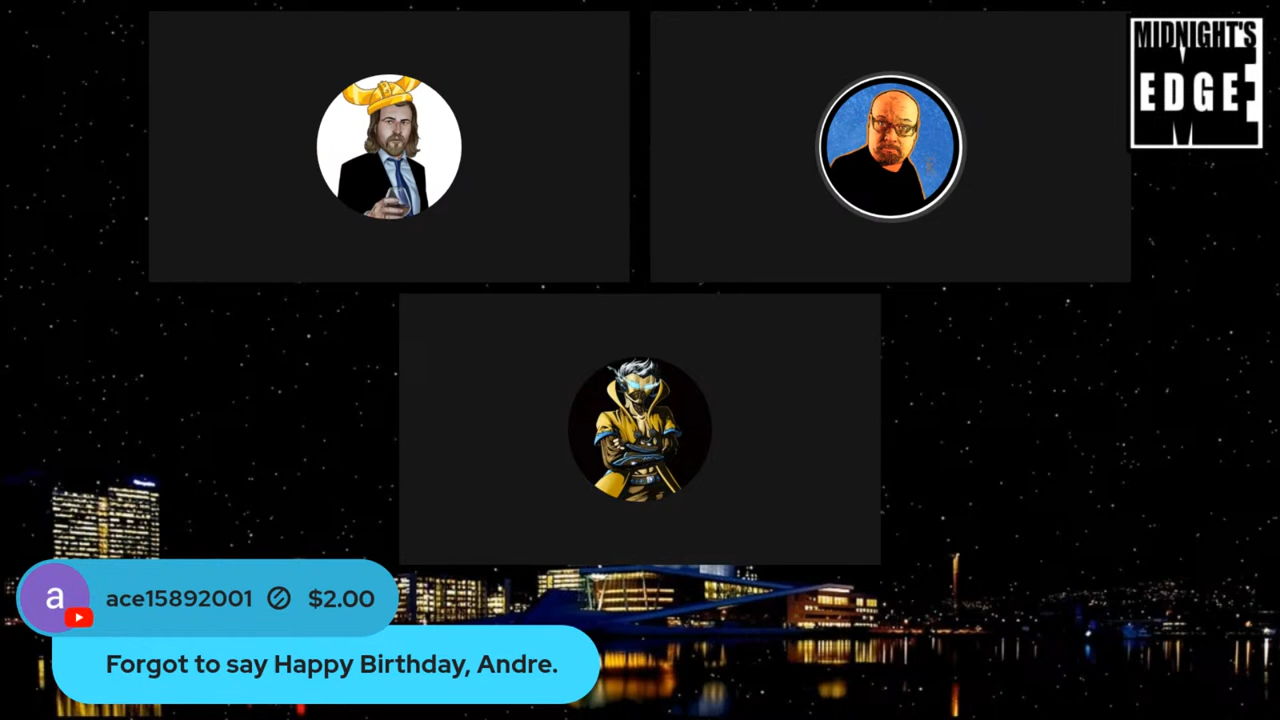 MIDNIGHT'S
EDGE
a
ace15892001 $2.00
Forgot to say Happy Birthday, Andre.